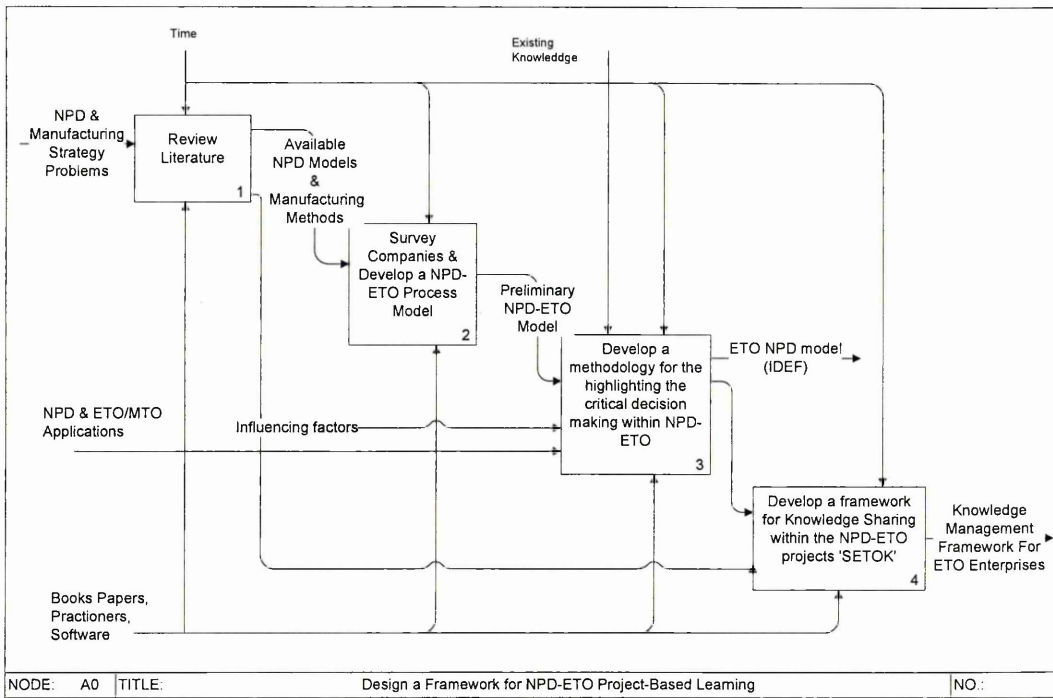 Time
Existing
Knowleddge
NPD &
Manufacturing
Strategy
Problems
Review
Literature
1
Available
NPD Models
&
Manufacturing
Methods
Survey
Companies &
Develop a NPD-
ETO Process
Model
2
Preliminary
NPD-ETO
Model
Develop a
methodology for the
highlighting the
critical decision
making within NPD-
ETO
3
ETO NPD model
(IDEF)
NPD & ETO/MTO
Applications
Influencing factors
Develop a framework
for Knowledge Sharing
within the NPD-ETO
projects 'SETOK'
4
Knowledge
Management
Framework For
ETO Enterprises
Books Papers,
Practioners,
Software
NODE: A0 TITLE: Design a Framework for NPD-ETO Project-Based Learning NO.: